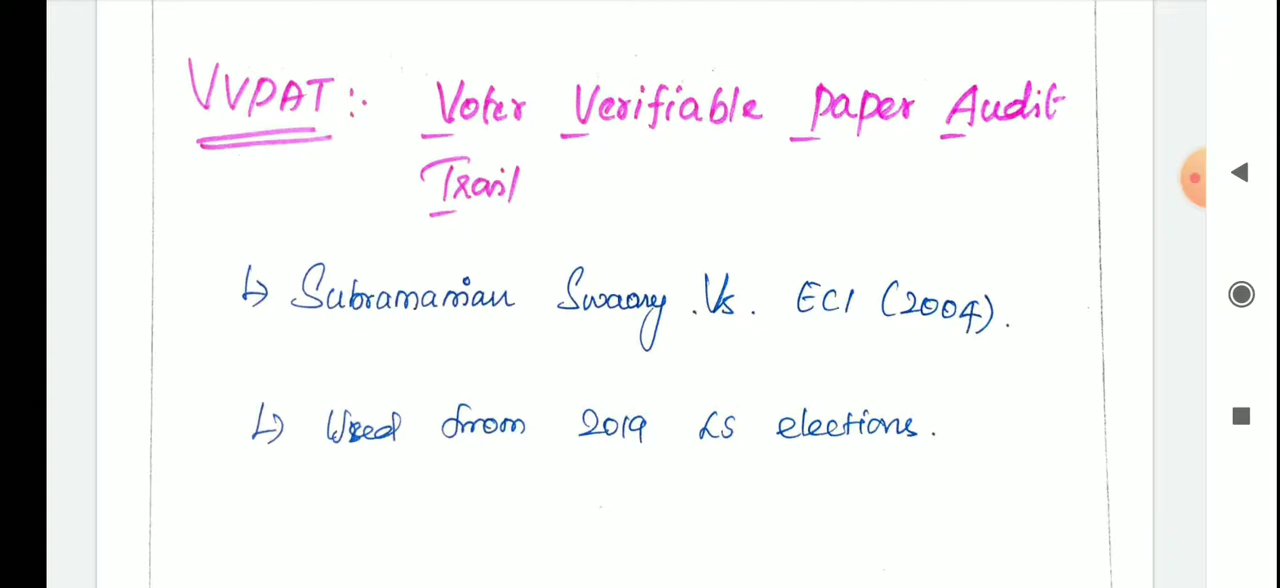 VVPAT :- Voter Verifiable Paper Audit
Trail
↳ Subramanian Swamy .Vs. ECI (2004).
↳ Used from 2019 LS elections.